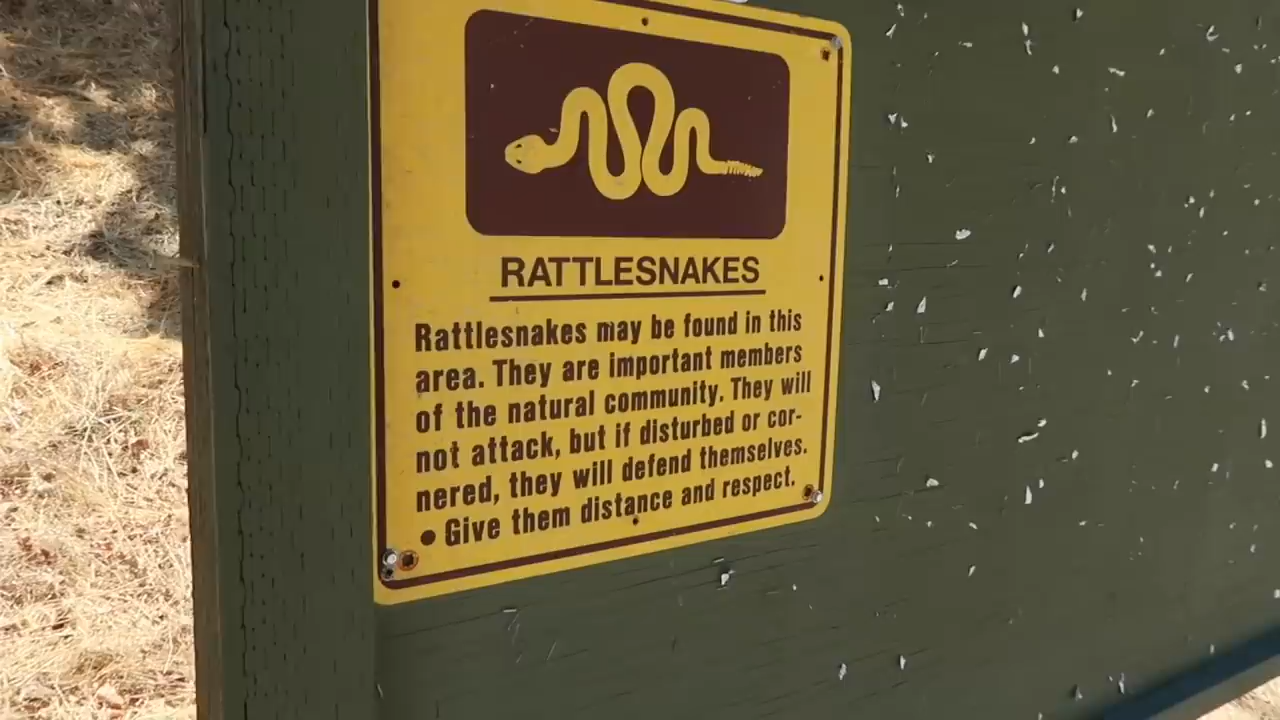 RATTLESNAKES
Rattlesnakes may be found in this
area. They are important members
of the natural community. They will
not attack, but if disturbed or cor-
nered, they will defend themselves.
• Give them distance and respect.